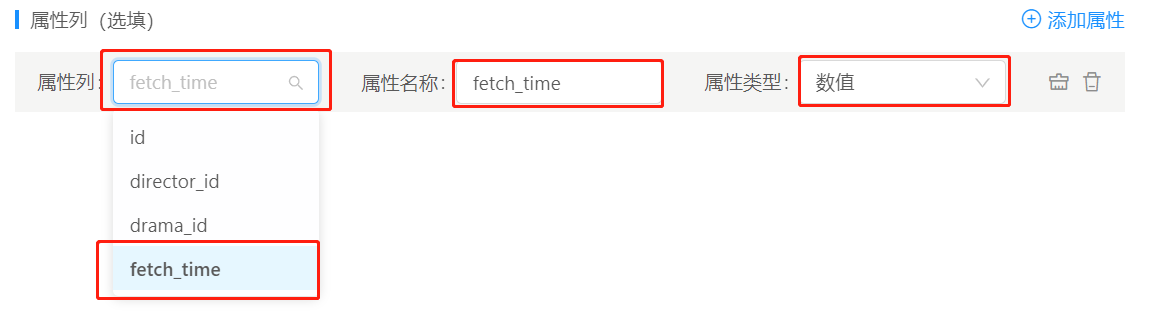 属性列（选填） 添加属性
属性列: fetch_time 属性名称: fetch_time 属性类型: 数值
id
director_id
drama_id
fetch_time